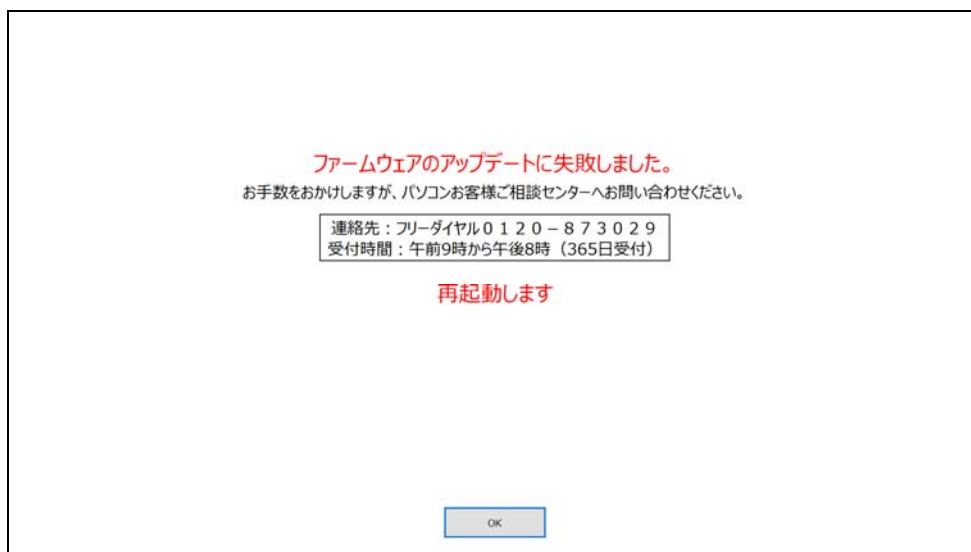 ファームウェアのアップデートに失敗しました。
お手数をおかけしますが、パソコンお客様ご相談センターへお問い合わせください。
連絡先：フリーダイヤル０１２０－８７３０２９
受付時間：午前9時から午後8時（365日受付）
再起動します
OK